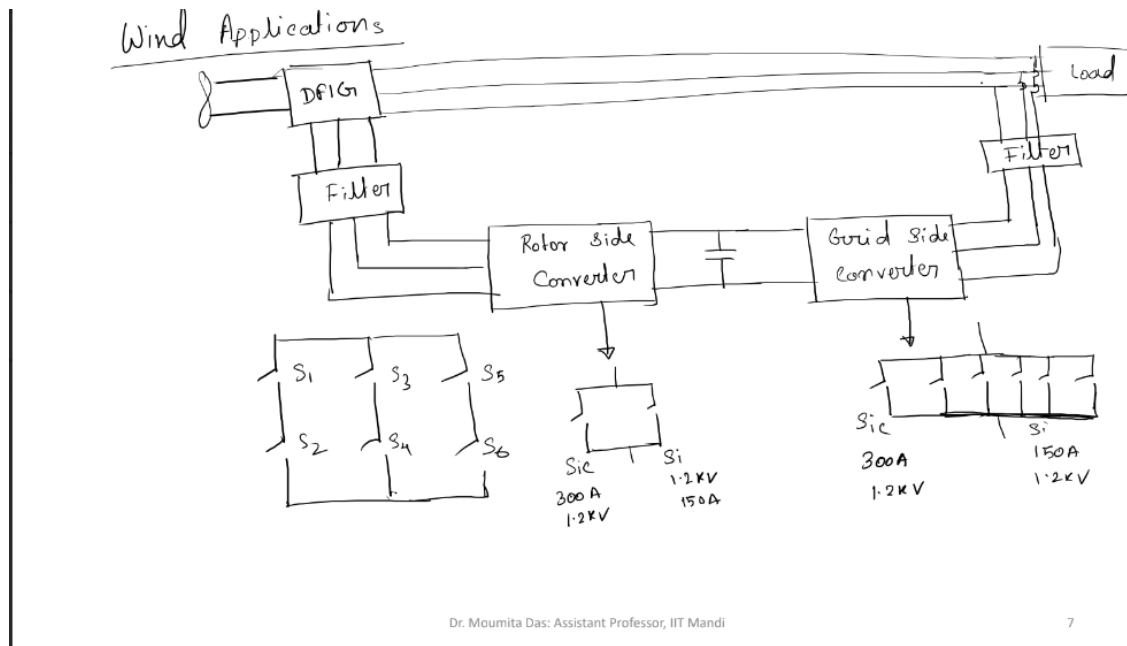 Wind Applications
DFIG
Load
Filter
Filter
Rotor Side
Converter
Grid Side
Converter
S1
S3
S5
S2
S4
S6
Sic
300A
1.2KV
Si
1.2KV
150A
Sic
300A
1.2KV
Si
150A
1.2KV
Dr. Moumita Das: Assistant Professor, IIT Mandi
7